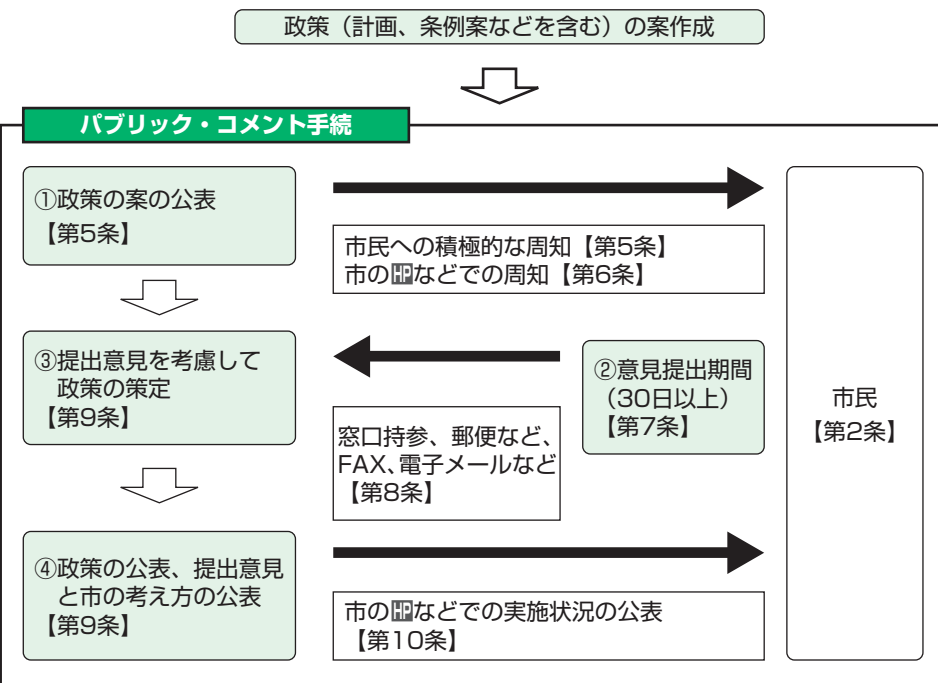 政策（計画、条例案などを含む）の案作成
パブリック・コメント手続
①政策の案の公表
【第5条】
市民への積極的な周知【第5条】
市のHPなどでの周知【第6条】
②意見提出期間
（30日以上）
【第7条】
窓口持参、郵便など、
FAX、電子メールなど
【第8条】
③提出意見を考慮して
政策の策定
【第9条】
④政策の公表、提出意見
と市の考え方の公表
【第9条】
市のHPなどでの実施状況の公表
【第10条】
市民
【第2条】